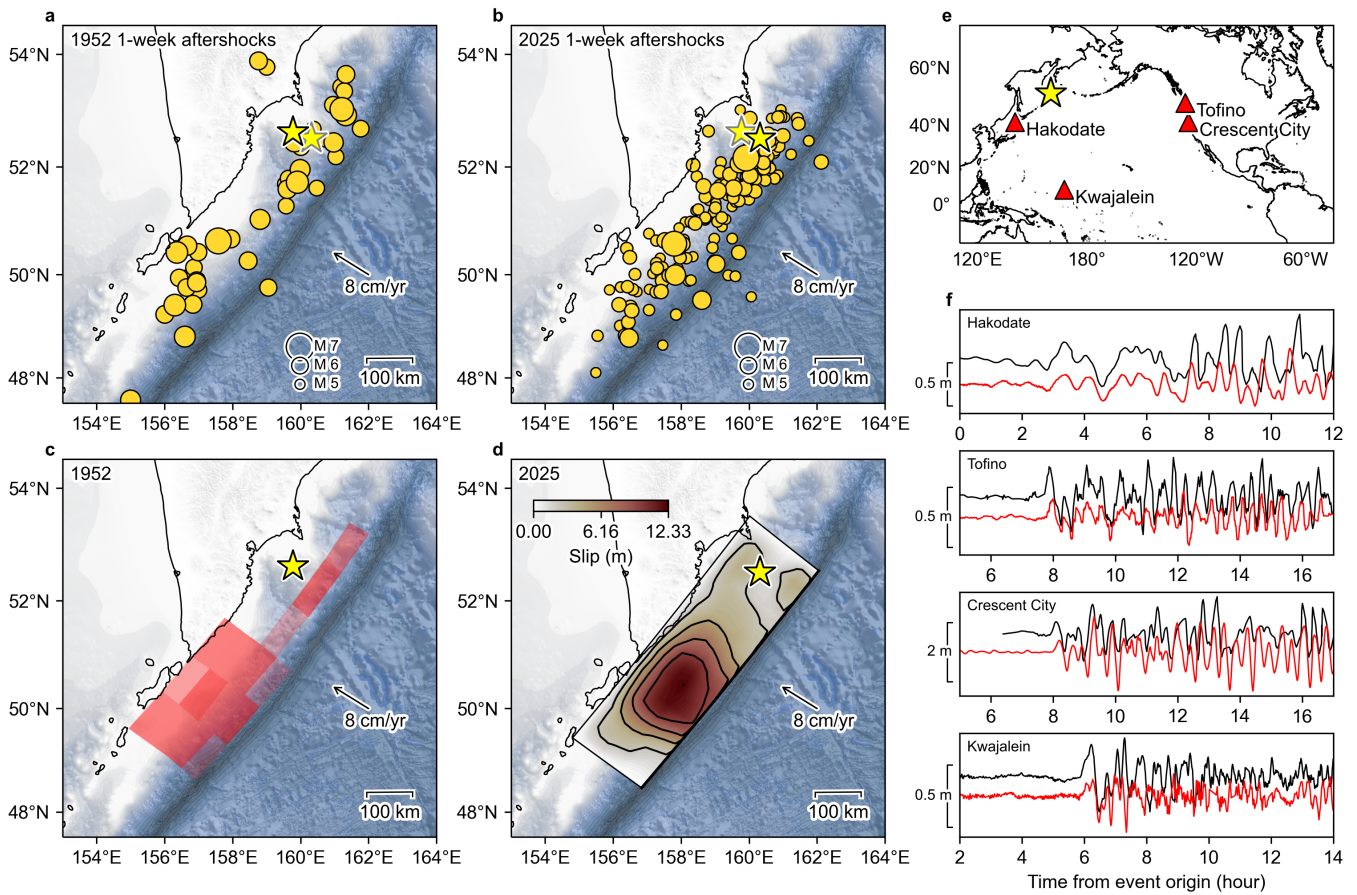 a
1952 1-week aftershocks
54°N
52°N
50°N
48°N
8 cm/yr
M 7
M 6
M 5
100 km
154°E 156°E 158°E 160°E 162°E 164°E
b
2025 1-week aftershocks
54°N
52°N
50°N
48°N
8 cm/yr
M 7
M 6
M 5
100 km
154°E 156°E 158°E 160°E 162°E 164°E
c
1952
54°N
52°N
50°N
48°N
8 cm/yr
100 km
154°E 156°E 158°E 160°E 162°E 164°E
d
2025
0.00 6.16 12.33
Slip (m)
54°N
52°N
50°N
48°N
8 cm/yr
100 km
154°E 156°E 158°E 160°E 162°E 164°E
e
60°N
40°N
20°N
0°
Tofino
Hakodate
Crescent City
Kwajalein
120°E 180°W 120°W 60°W
f
Hakodate
0.5 m
0 2 4 6 8 10 12
Tofino
0.5 m
6 8 10 12 14 16
Crescent City
2 m
6 8 10 12 14 16
Kwajalein
0.5 m
2 4 6 8 10 12 14
Time from event origin (hour)